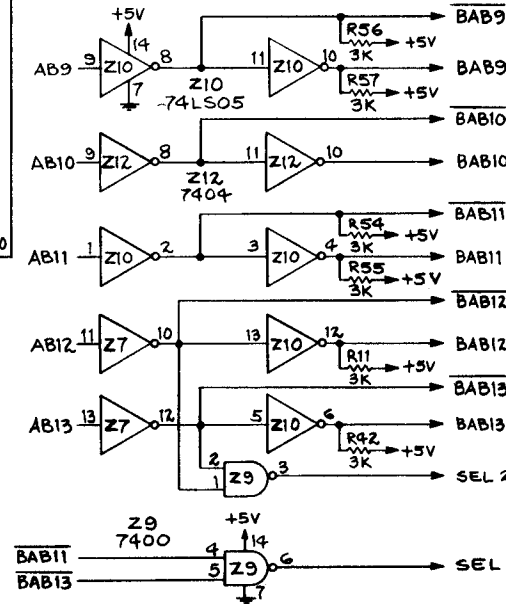 +5V
BAB9
R56
3K
+5V
AB9
9
14
Z10
8
7
Z10
74LS05
11
Z10
10
BAB9
R57
3K
+5V
BAB10
AB10
9
Z12
8
Z12
7404
11
Z12
10
BAB10
BAB11
R54
3K
+5V
AB11
1
Z10
2
3
Z10
4
BAB11
R55
3K
+5V
BAB12
AB12
11
Z7
10
13
Z10
12
BAB12
R11
3K
+5V
BAB13
AB13
13
Z7
12
5
Z10
6
BAB13
R42
3K
+5V
2
1
Z9
3
SEL 2
Z9
7400
+5V
14
BAB11
4
BAB13
5
Z9
6
SEL
7